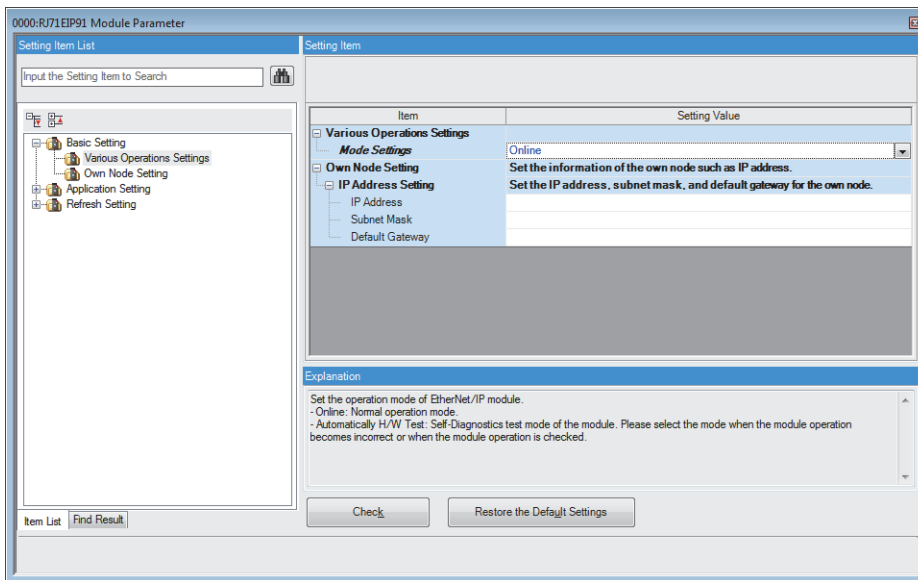 0000:RJ71EIP91 Module Parameter
Setting Item List
Input the Setting Item to Search
Basic Setting
Various Operations Settings
Own Node Setting
Application Setting
Refresh Setting
Item List
Find Result
Setting Item
Item Setting Value
Various Operations Settings
Mode Settings Online
Own Node Setting Set the information of the own node such as IP address.
IP Address Setting Set the IP address, subnet mask, and default gateway for the own node.
IP Address
Subnet Mask
Default Gateway
Explanation
Set the operation mode of EtherNet/IP module.
- Online: Normal operation mode.
- Automatically H/W Test: Self-Diagnostics test mode of the module. Please select the mode when the module operation
becomes incorrect or when the module operation is checked.
Check
Restore the Default Settings